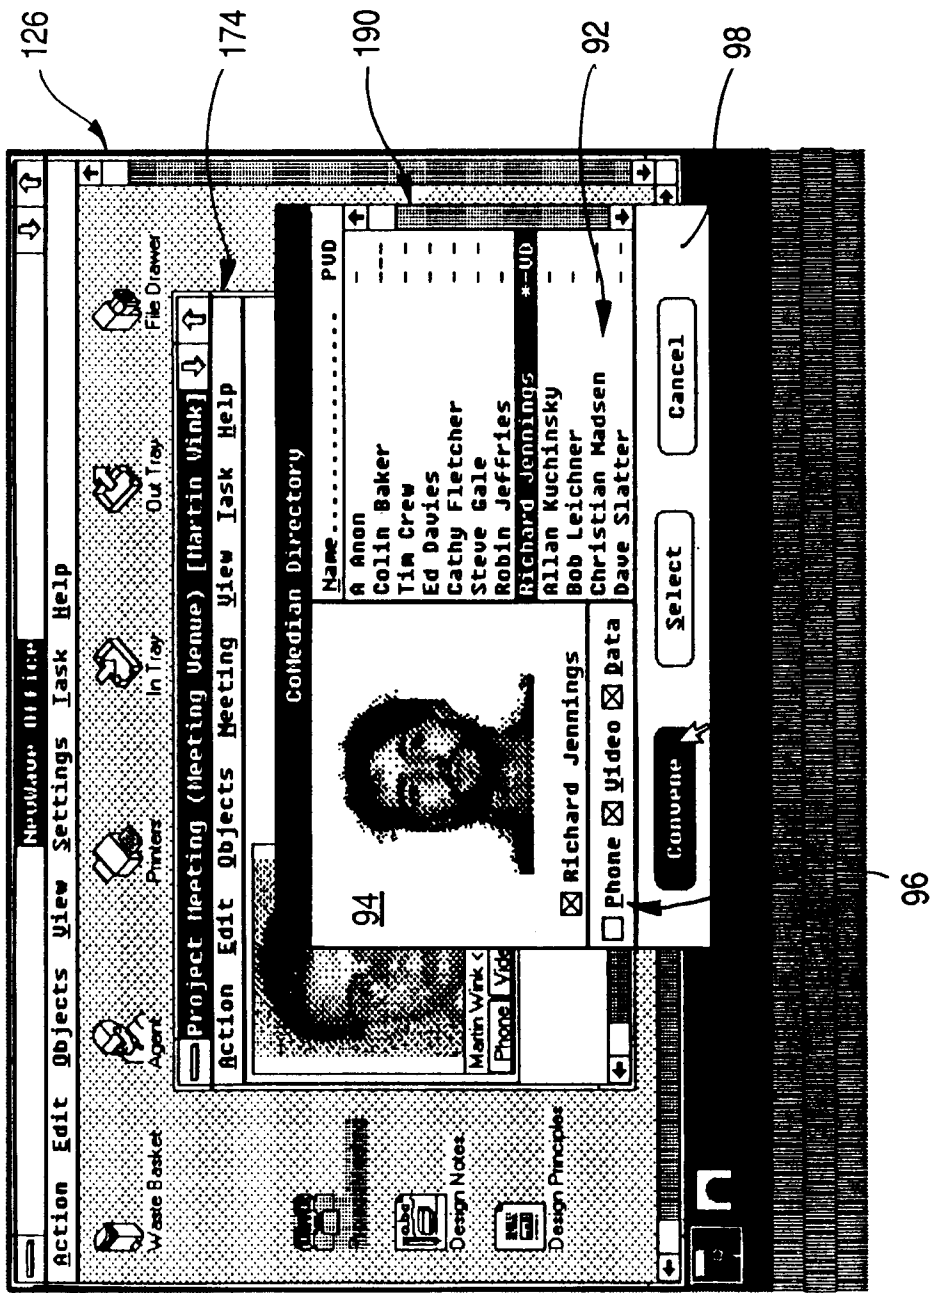 NewWave Office
Action Edit Objects View Settings Task Help
Waste Basket
Agent
Printers
In Tray
Out Tray
File Drawer
Project Meeting (Meeting Venue) [Martin Wink]
Action Edit Objects Meeting View Task Help
Design Notes
Design Principles
Martin Wink <
Phone Vide
CoMedian Directory
94
Richard Jennings
Phone Video Data
Name.................... PVD
A Anon -
Colin Baker ---
Tim Crew -
Ed Davies - -
Cathy Fletcher - -
Steve Gale - -
Robin Jeffries -
Richard Jennings *-VD
Allan Kuchinsky -
Bob Leichner - -
Christian Madsen - -
Dave Slatter - -
Convene
Select
Cancel
126
174
190
92
98
96